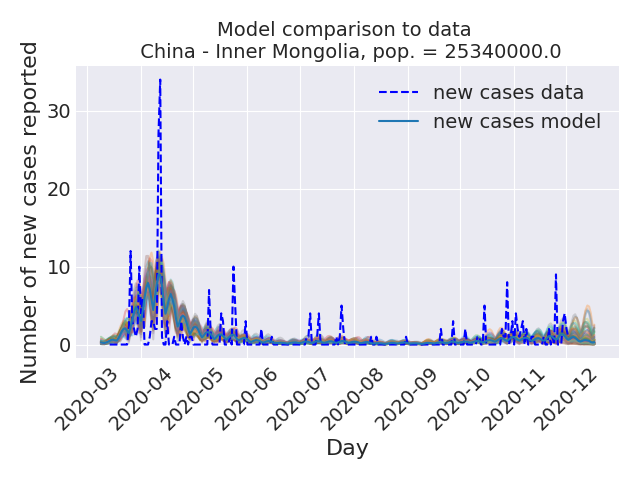 Model comparison to data
China - Inner Mongolia, pop. = 25340000.0
Number of new cases reported
30
20
10
0
new cases data
new cases model
2020-03
2020-04
2020-05
2020-06
2020-07
2020-08
2020-09
2020-10
2020-11
2020-12
Day